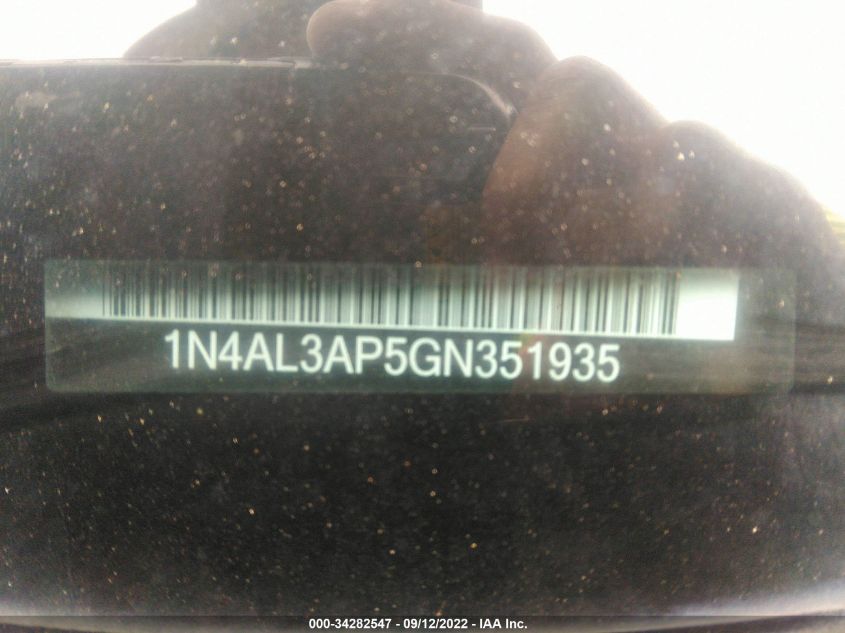 1N4AL3AP5GN351935
000-34282547 - 09/12/2022 - IAA Inc.